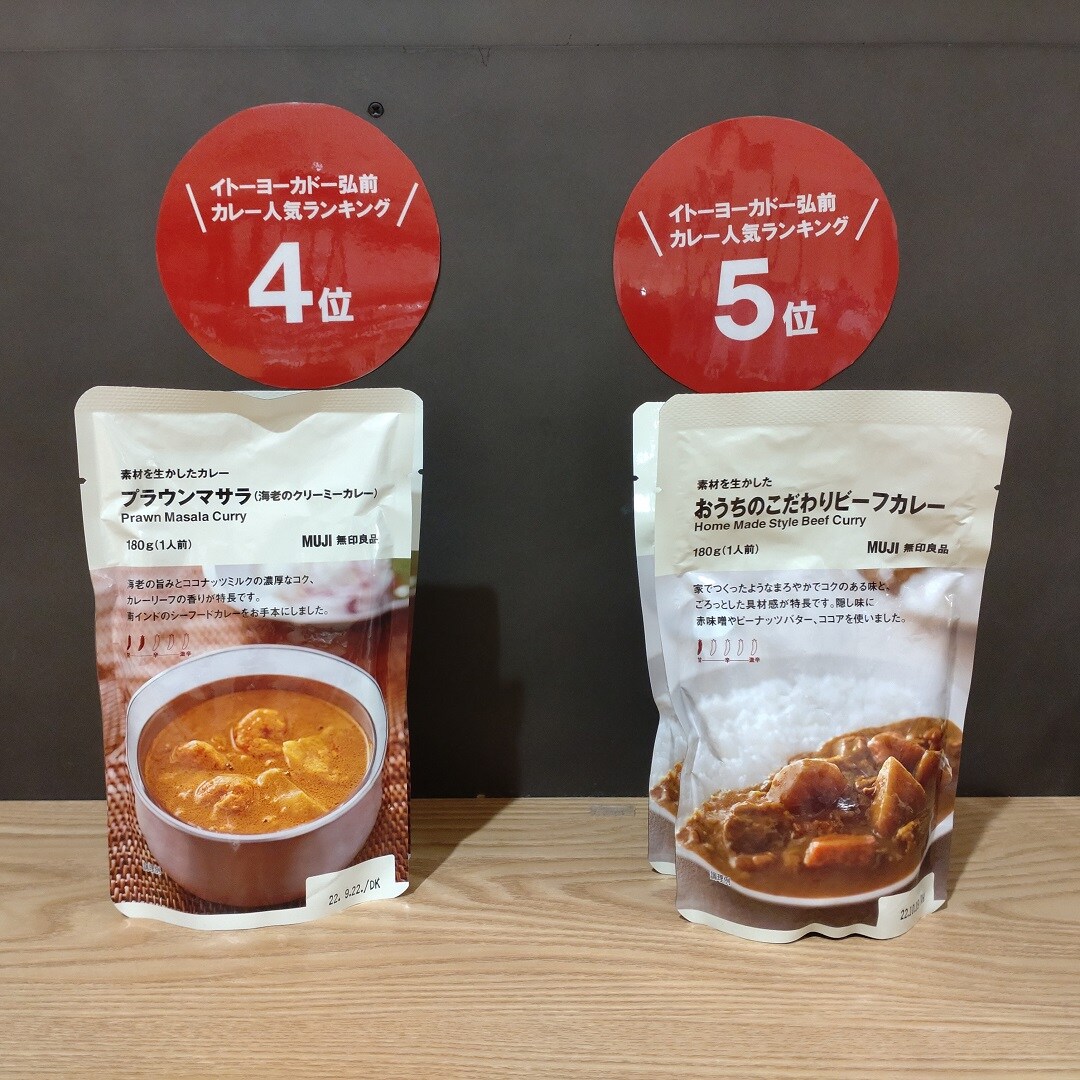 イトーヨーカドー弘前
カレー人気ランキング
4位
イトーヨーカドー弘前
カレー人気ランキング
5位
素材を生かしたカレー
プラウンマサラ(海老のクリーミーカレー)
Prawn Masala Curry
180g(1人前)
MUJI 無印良品
海老の旨みとココナッツミルクの濃厚なコク、
カレーリーフの香りが特長です。
南インドのシーフードカレーをお手本にしました。
辛 激辛
調理例
22. 9.22./DK
素材を生かした
おうちのこだわりビーフカレー
Home Made Style Beef Curry
180g(1人前)
MUJI 無印良品
家でつくったようなまろやかでコクのある味と、
ごろっとした具材感が特長です。隠し味に
赤味噌やピーナッツバター、ココアを使いました。
辛 激辛
調理例